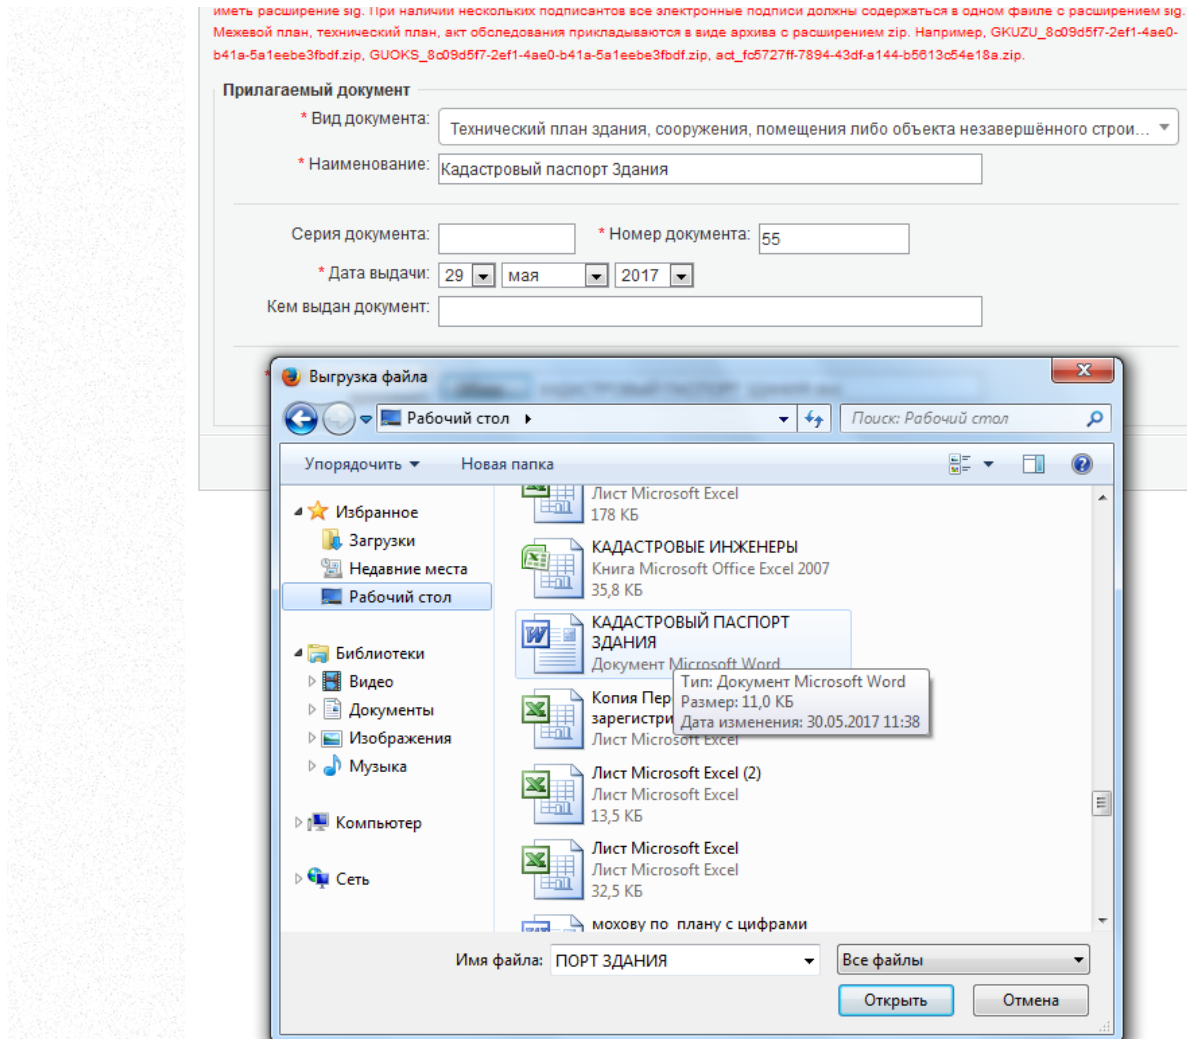 иметь расширение sig. При наличии нескольких подписантов все электронные подписи должны содержаться в одном файле с расширением sig.
Межевой план, технический план, акт обследования прикладываются в виде архива с расширением zip. Например, GKUZU_8c09d5f7-2ef1-4ae0-
b41a-5a1eebe3fbdf.zip, GUOKS_8c09d5f7-2ef1-4ae0-b41a-5a1eebe3fbdf.zip, act_fc5727ff-7894-43df-a144-b5613c54e18a.zip.
Прилагаемый документ
* Вид документа: Технический план здания, сооружения, помещения либо объекта незавершённого строи...
* Наименование: Кадастровый паспорт Здания
Серия документа: * Номер документа: 55
* Дата выдачи: 29 мая 2017
Кем выдан документ:
*
Выгрузка файла
Рабочий стол
Поиск: Рабочий стол
Упорядочить Новая папка
Избранное
Загрузки
Недавние места
Рабочий стол
Библиотеки
Видео
Документы
Изображения
Музыка
Компьютер
Сеть
Лист Microsoft Excel
178 КБ
КАДАСТРОВЫЕ ИНЖЕНЕРЫ
Книга Microsoft Office Excel 2007
35,8 КБ
КАДАСТРОВЫЙ ПАСПОРТ
ЗДАНИЯ
Документ Microsoft Word
Тип: Документ Microsoft Word
Размер: 11,0 КБ
Дата изменения: 30.05.2017 11:38
Копия Пер
зарегистри
Лист Microsoft Excel
Лист Microsoft Excel (2)
Лист Microsoft Excel
13,5 КБ
Лист Microsoft Excel
Лист Microsoft Excel
32,5 КБ
мохову по плану с цифрами
Имя файла: ПОРТ ЗДАНИЯ
Все файлы
Открыть Отмена